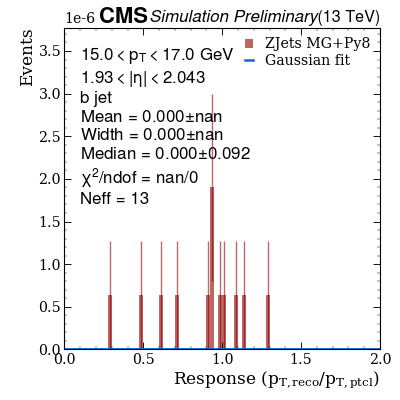 1e-6 CMS Simulation Preliminary (13 TeV)
Events
ZJets MG+Py8
Gaussian fit
15.0 < p_T < 17.0 GeV
1.93 < |η| < 2.043
b jet
Mean = 0.000±nan
Width = 0.000±nan
Median = 0.000±0.092
χ²/ndof = nan/0
Neff = 13
3.5
3.0
2.5
2.0
1.5
1.0
0.5
0.0
0.0 0.5 1.0 1.5 2.0
Response (p_T,reco/p_T,ptcl)